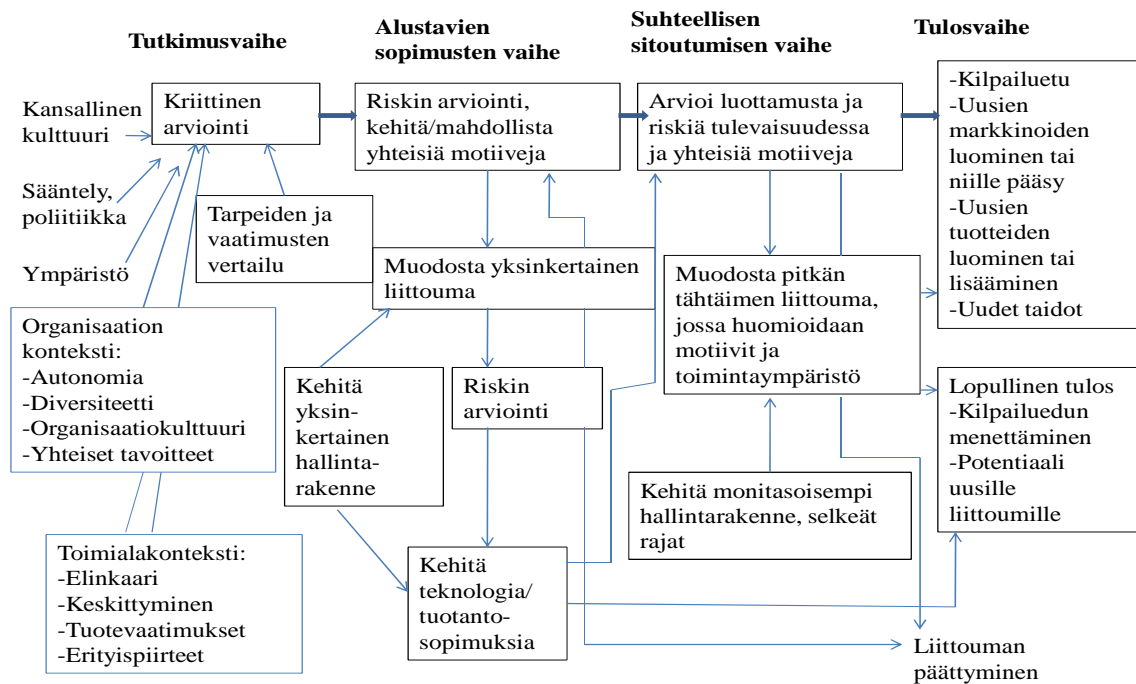 Tutkimusvaihe
Alustavien
sopimusten vaihe
Suhteellisen
sitoutumisen vaihe
Tulosvaihe
Kansallinen
kulttuuri
Sääntely,
poliitiikka
Ympäristö
Kriittinen
arviointi
Tarpeiden ja
vaatimusten
vertailu
Organisaation
konteksti:
-Autonomia
-Diversiteetti
-Organisaatiokulttuuri
-Yhteiset tavoitteet
Toimialakonteksti:
-Elinkaari
-Keskittyminen
-Tuotevaatimukset
-Erityispiirteet
Riskin arviointi,
kehitä/mahdollista
yhteisiä motiiveja
Muodosta yksinkertainen
liittouma
Kehitä
yksin-
kertainen
hallinta-
rakenne
Riskin
arviointi
Kehitä
teknologia/
tuotanto-
sopimuksia
Arvioi luottamusta ja
riskiä tulevaisuudessa
ja yhteisiä motiiveja
Muodosta pitkän
tähtäimen liittouma,
jossa huomioidaan
motiivit ja
toimintaympäristö
Kehitä monitasoisempi
hallintarakenne, selkeät
rajat
-Kilpailuetu
-Uusien
markkinoiden
luominen tai
niille pääsy
-Uusien
tuotteiden
luominen tai
lisääminen
-Uudet taidot
Lopullinen tulos
-Kilpailuedun
menettäminen
-Potentiaali
uusille
liittoumille
Liittouman
päättyminen